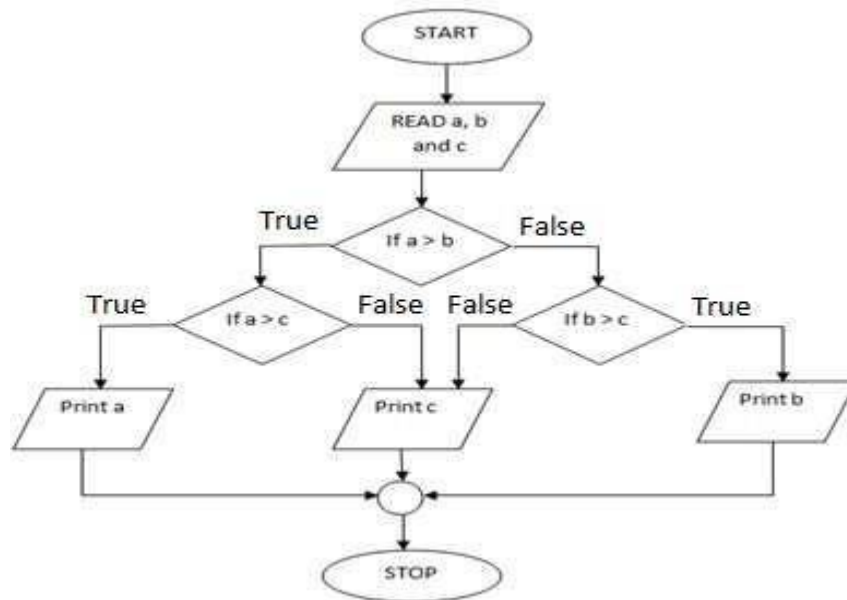 START
READ a, b
and c
True
If a > b
False
True
If a > c
False
False
If b > c
True
Print a
Print c
Print b
STOP